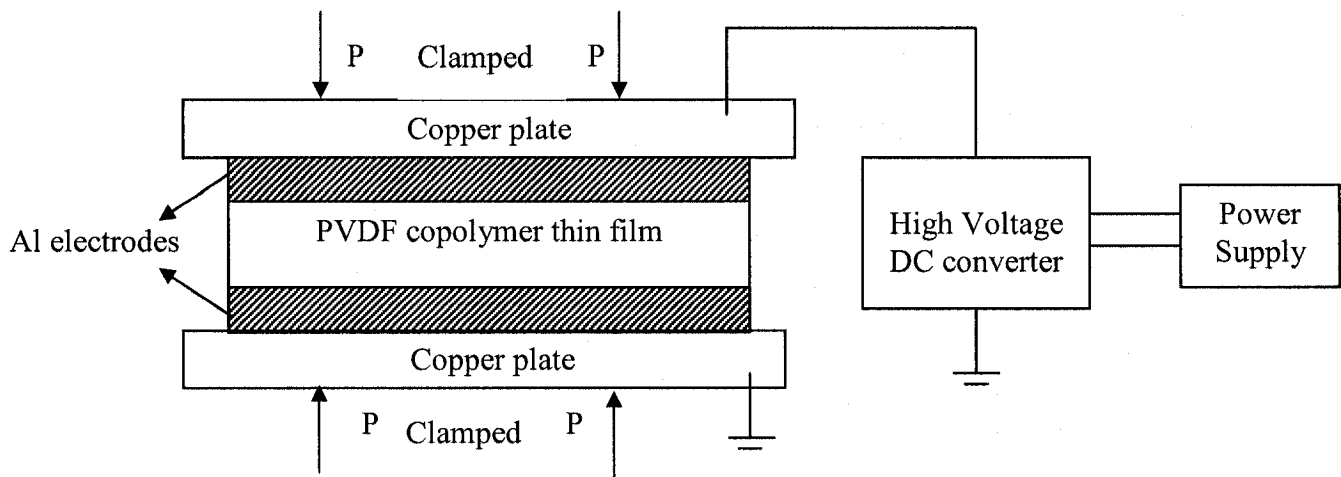 P Clamped P
Copper plate
Al electrodes
PVDF copolymer thin film
High Voltage
DC converter
Power
Supply
Copper plate
P Clamped P